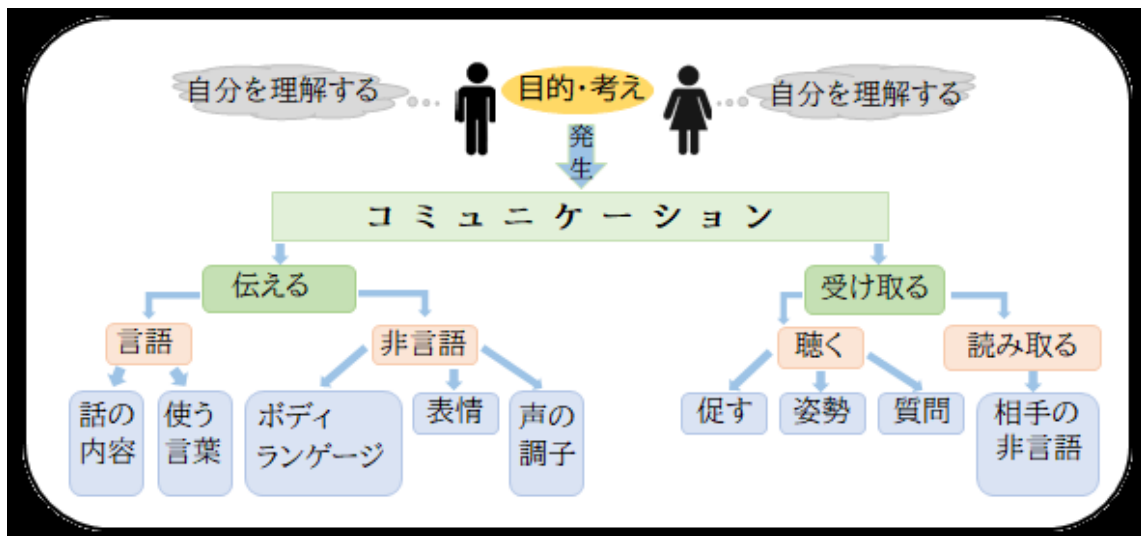 自分を理解する
目的・考え
自分を理解する
発
生
コミュニケーション
伝える
受け取る
言語
非言語
聴く
読み取る
話の
内容
使う
言葉
ボディ
ランゲージ
表情
声の
調子
促す
姿勢
質問
相手の
非言語